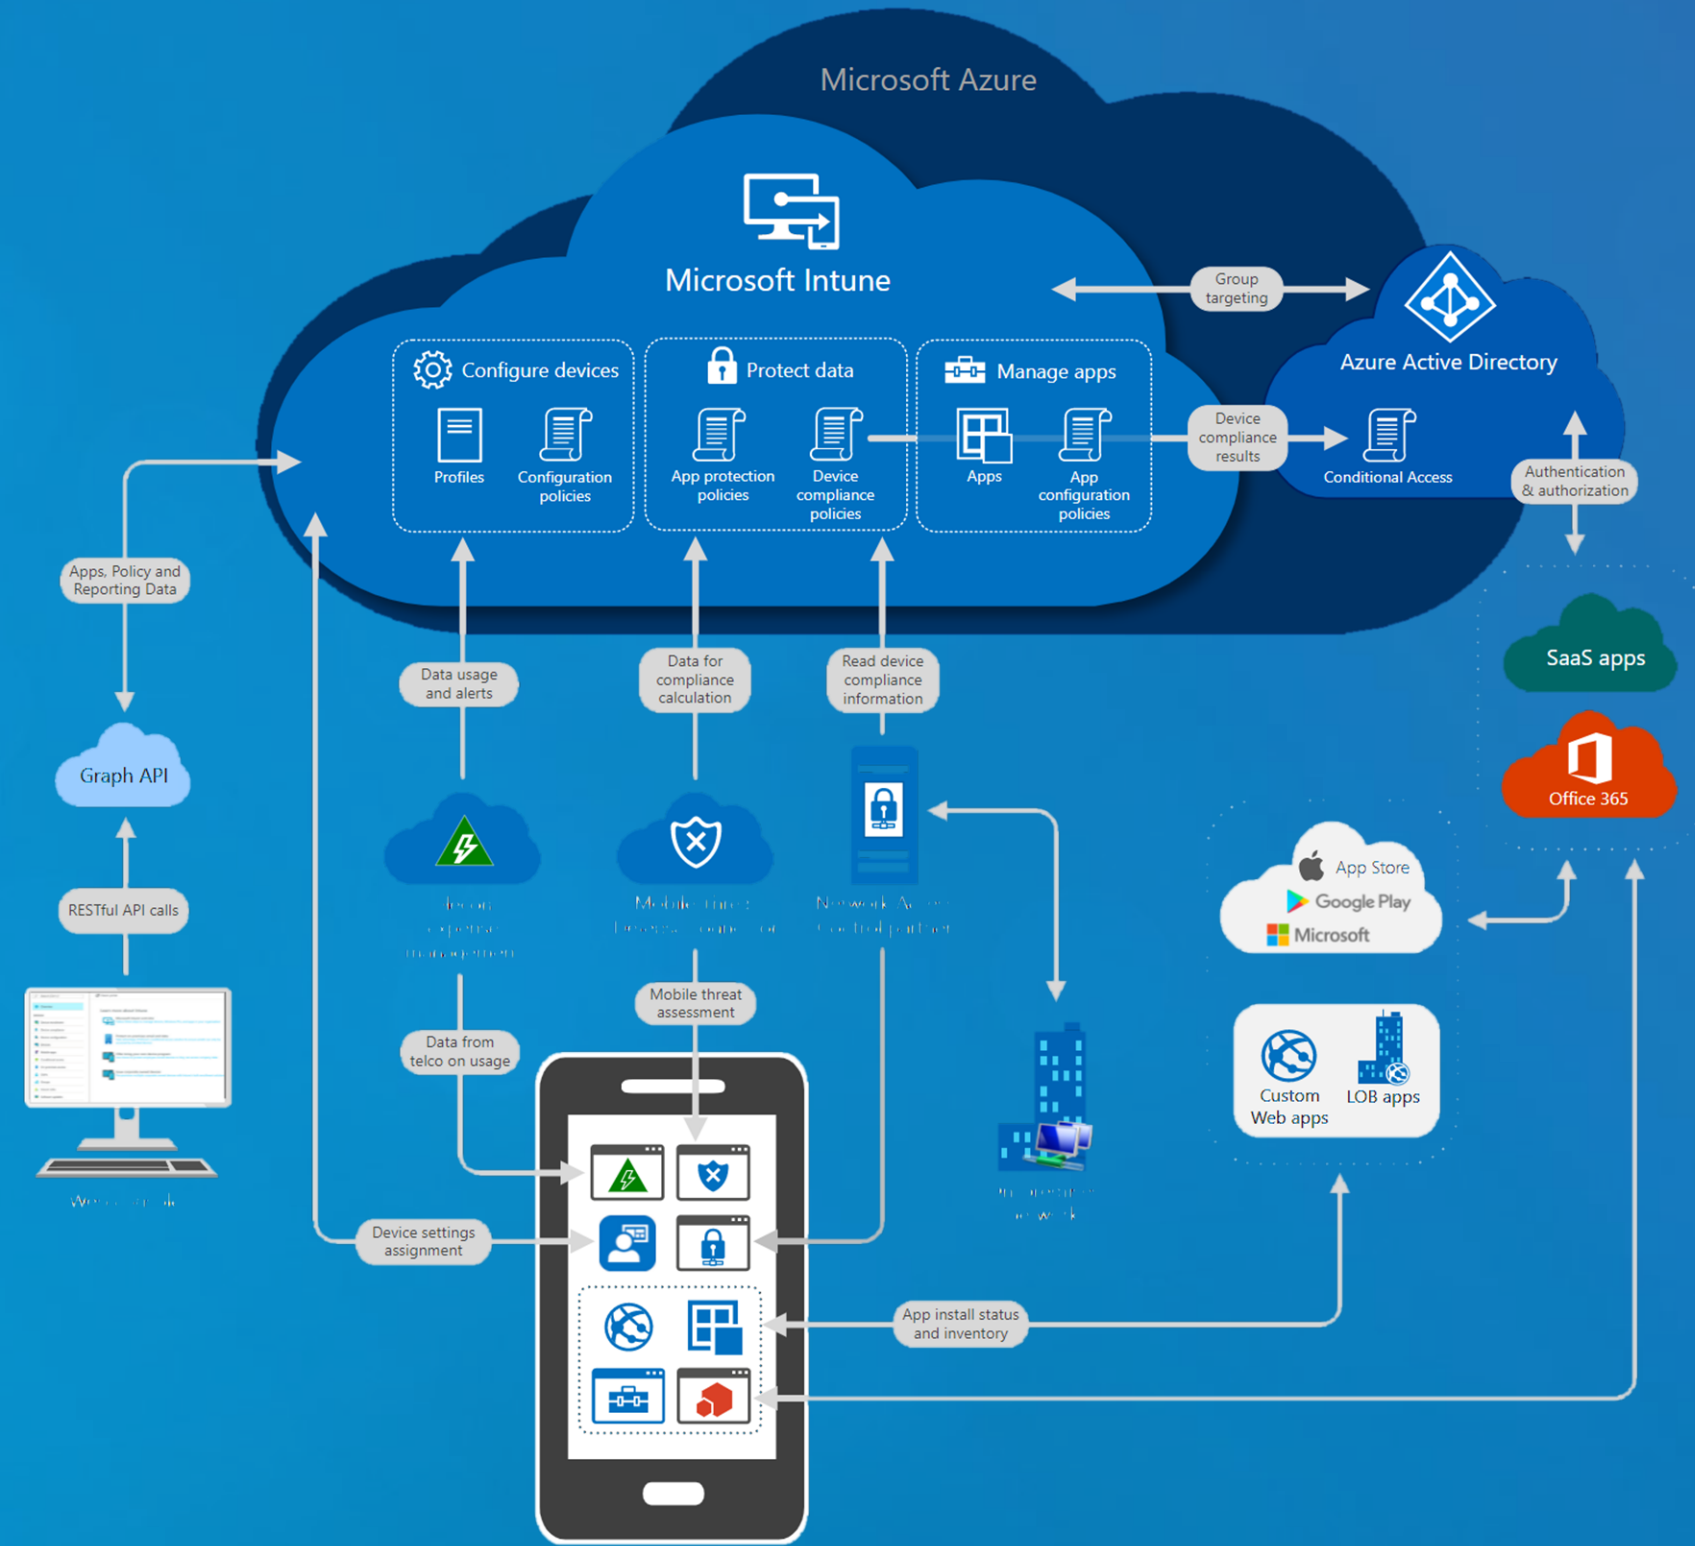 Microsoft Azure
Microsoft Intune
Group
targeting
Azure Active Directory
Configure devices
Protect data
Manage apps
Profiles
Configuration
policies
App protection
policies
Device
compliance
policies
Apps
App
configuration
policies
Device
compliance
results
Conditional Access
Authentication
& authorization
Apps, Policy and
Reporting Data
Data usage
and alerts
Data for
compliance
calculation
Read device
compliance
information
SaaS apps
Office 365
Graph API
App Store
Google Play
Microsoft
RESTful API calls
Network
Control partner
management
Mobile threat
assessment
Data from
telco on usage
Custom
Web apps
LOB apps
Device settings
assignment
App install status
and inventory